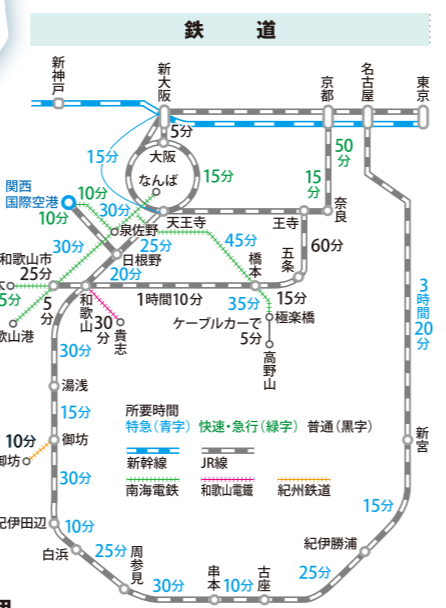 鉄道
新神戸
新大阪
京都
名古屋
東京
5分
大阪
15分
なんば
15分
50分
15分
関西
国際空港
10分
10分
30分
奈良
天王寺
王寺
泉佐野
25分
45分
30分
和歌山市
25分
日根野
20分
橋本
五条
60分
5分
5分
和歌山
1時間10分
35分
15分
歌山港
30分
貴志
ケーブルカーで
5分
極楽橋
高野山
3時間20分
30分
湯浅
15分
所要時間
特急(青字) 快速・急行(緑字) 普通(黒字)
10分
御坊
御坊
新幹線
JR線
南海電鉄
和歌山電鐵
紀州鉄道
新宮
30分
15分
紀伊田辺
10分
白浜
25分
周参見
30分
串本
10分
古座
25分
紀伊勝浦